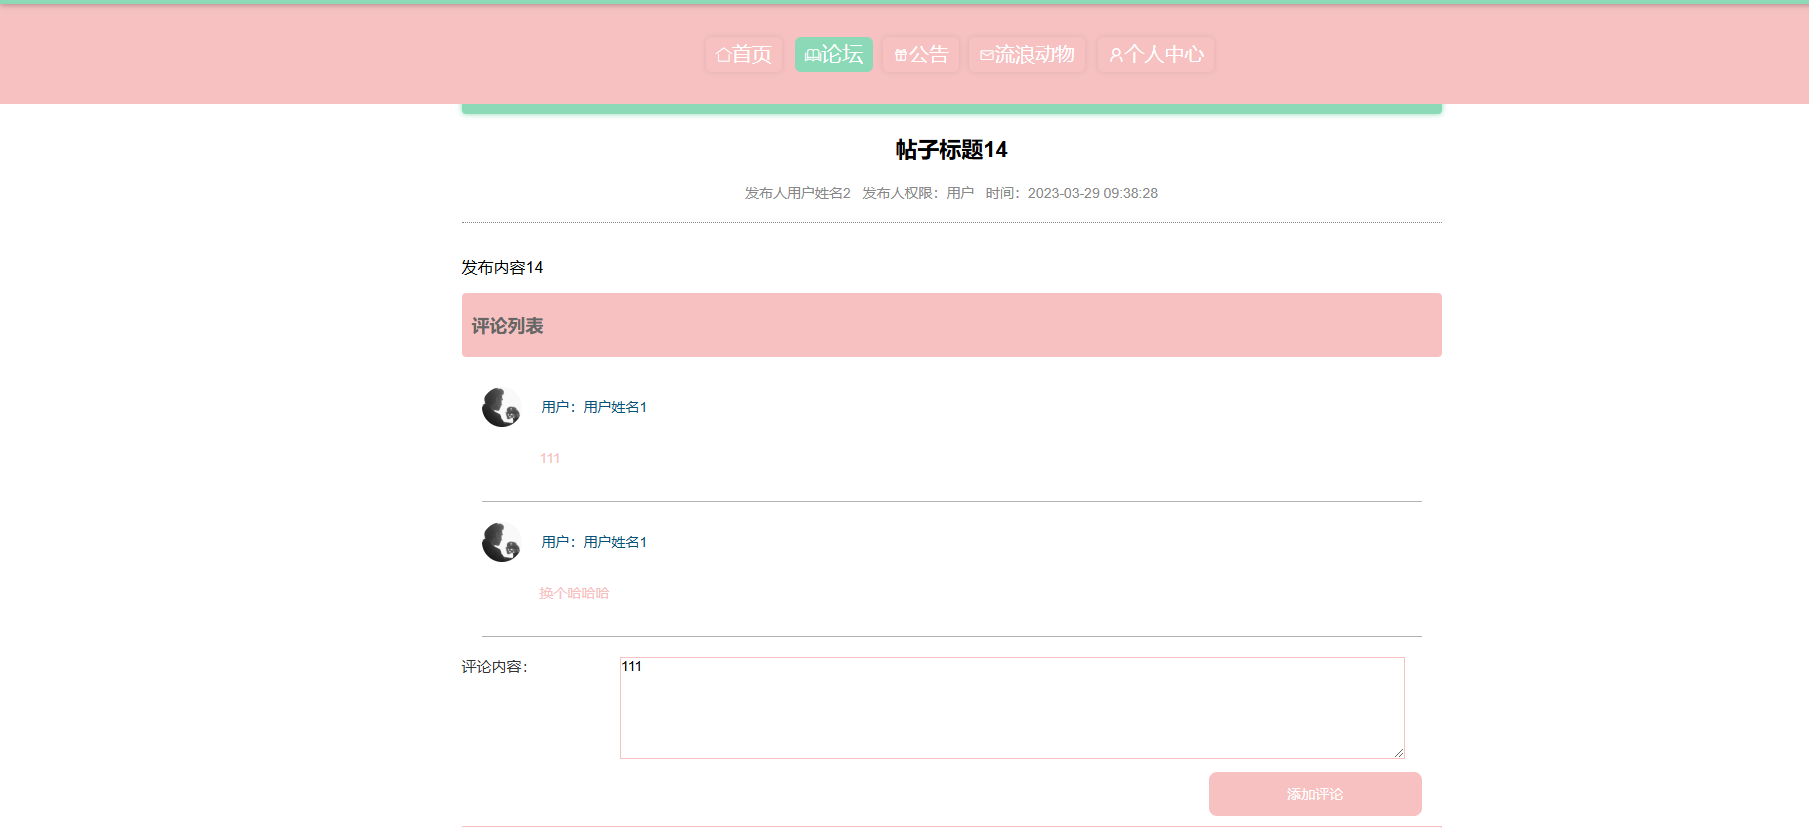 首页 论坛 公告 流浪动物 个人中心
帖子标题14
发布人用户姓名2 发布人权限：用户 时间：2023-03-29 09:38:28
发布内容14
评论列表
用户：用户姓名1
111
用户：用户姓名1
换个哈哈哈
评论内容： 111
添加评论